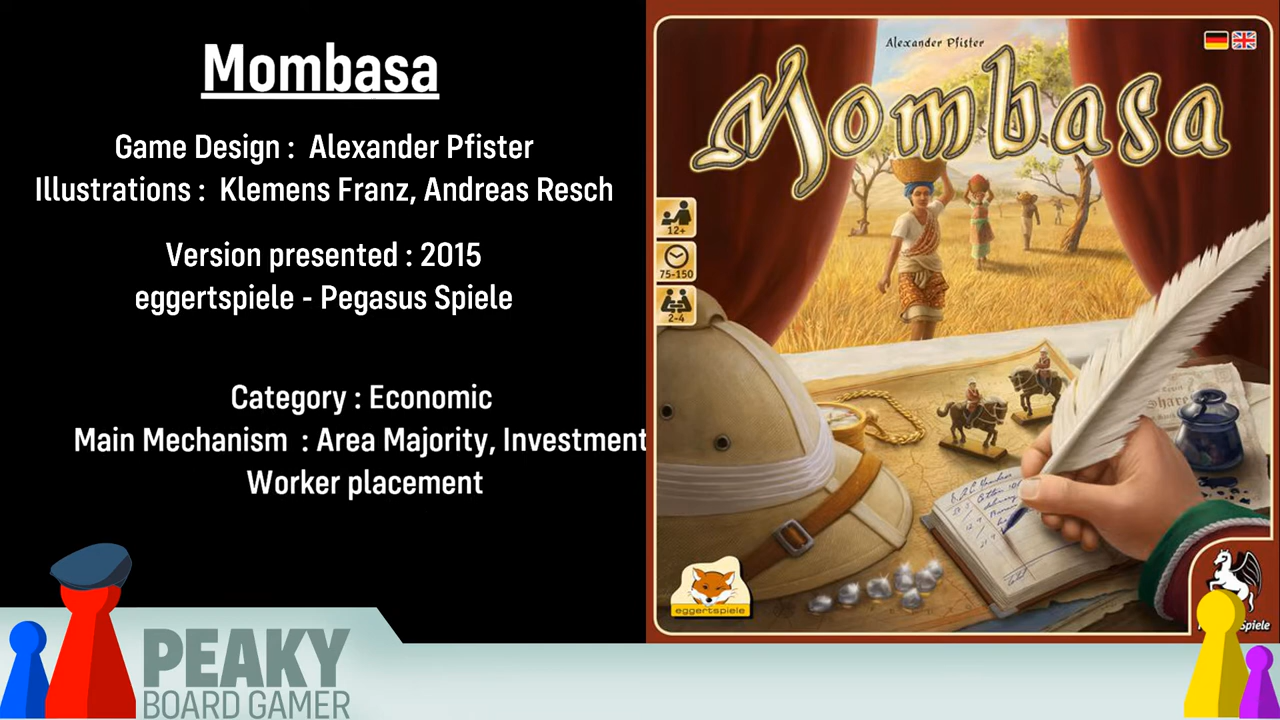 Mombasa
Game Design :  Alexander Pfister
Illustrations :  Klemens Franz, Andreas Resch
Version presented : 2015
eggertspiele - Pegasus Spiele
Category : Economic
Main Mechanism  : Area Majority, Investment
Worker placement
PEAKY
BOARD GAMER
Alexander Pfister
Mombasa
12+
75-150
2-4
Share
eggertspiele
Spiele